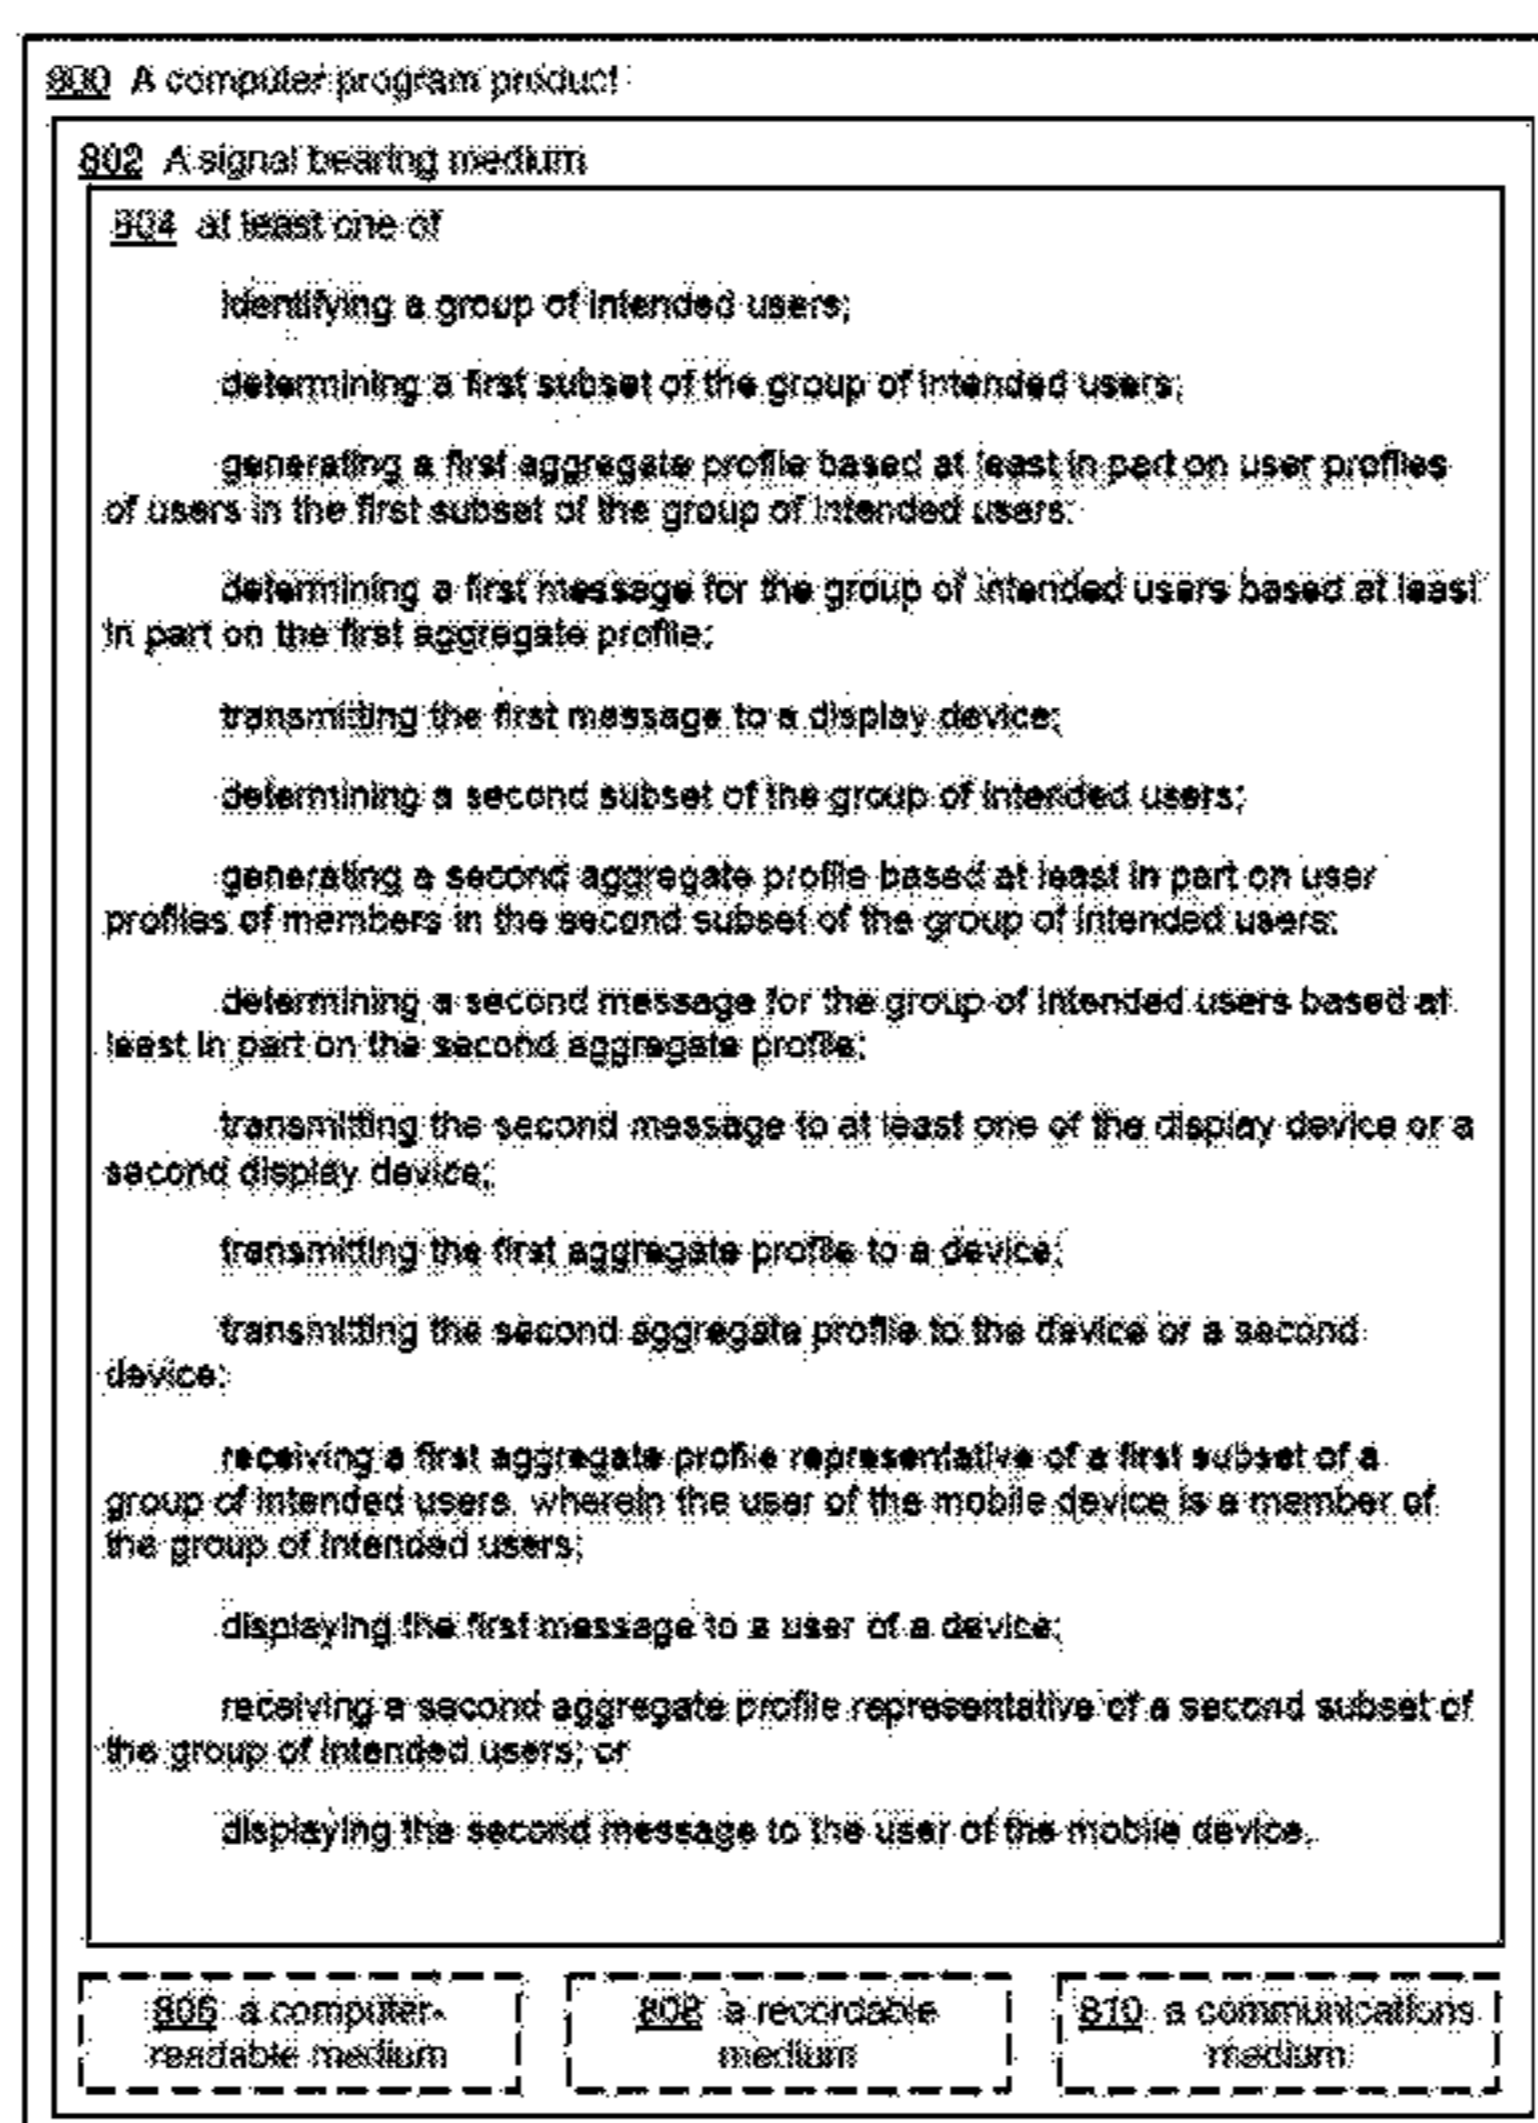 800 A computer program product
802 A signal bearing medium
804 at least one of
identifying a group of intended users;
determining a first subset of the group of intended users;
generating a first aggregate profile based at least in part on user profiles
of users in the first subset of the group of intended users;
determining a first message for the group of intended users based at least
in part on the first aggregate profile;
transmitting the first message to a display device;
determining a second subset of the group of intended users;
generating a second aggregate profile based at least in part on user
profiles of members in the second subset of the group of intended users;
determining a second message for the group of intended users based at
least in part on the second aggregate profile;
transmitting the second message to at least one of the display device or a
second display device;
transmitting the first aggregate profile to a device;
transmitting the second aggregate profile to the device or a second
device;
receiving a first aggregate profile representative of a first subset of a
group of intended users, wherein the user of the mobile device is a member of
the group of intended users;
displaying the first message to a user of a device;
receiving a second aggregate profile representative of a second subset of
the group of intended users; or
displaying the second message to the user of the mobile device.
806 a computer-
readable medium
808 a recordable
medium
810 a communications
medium